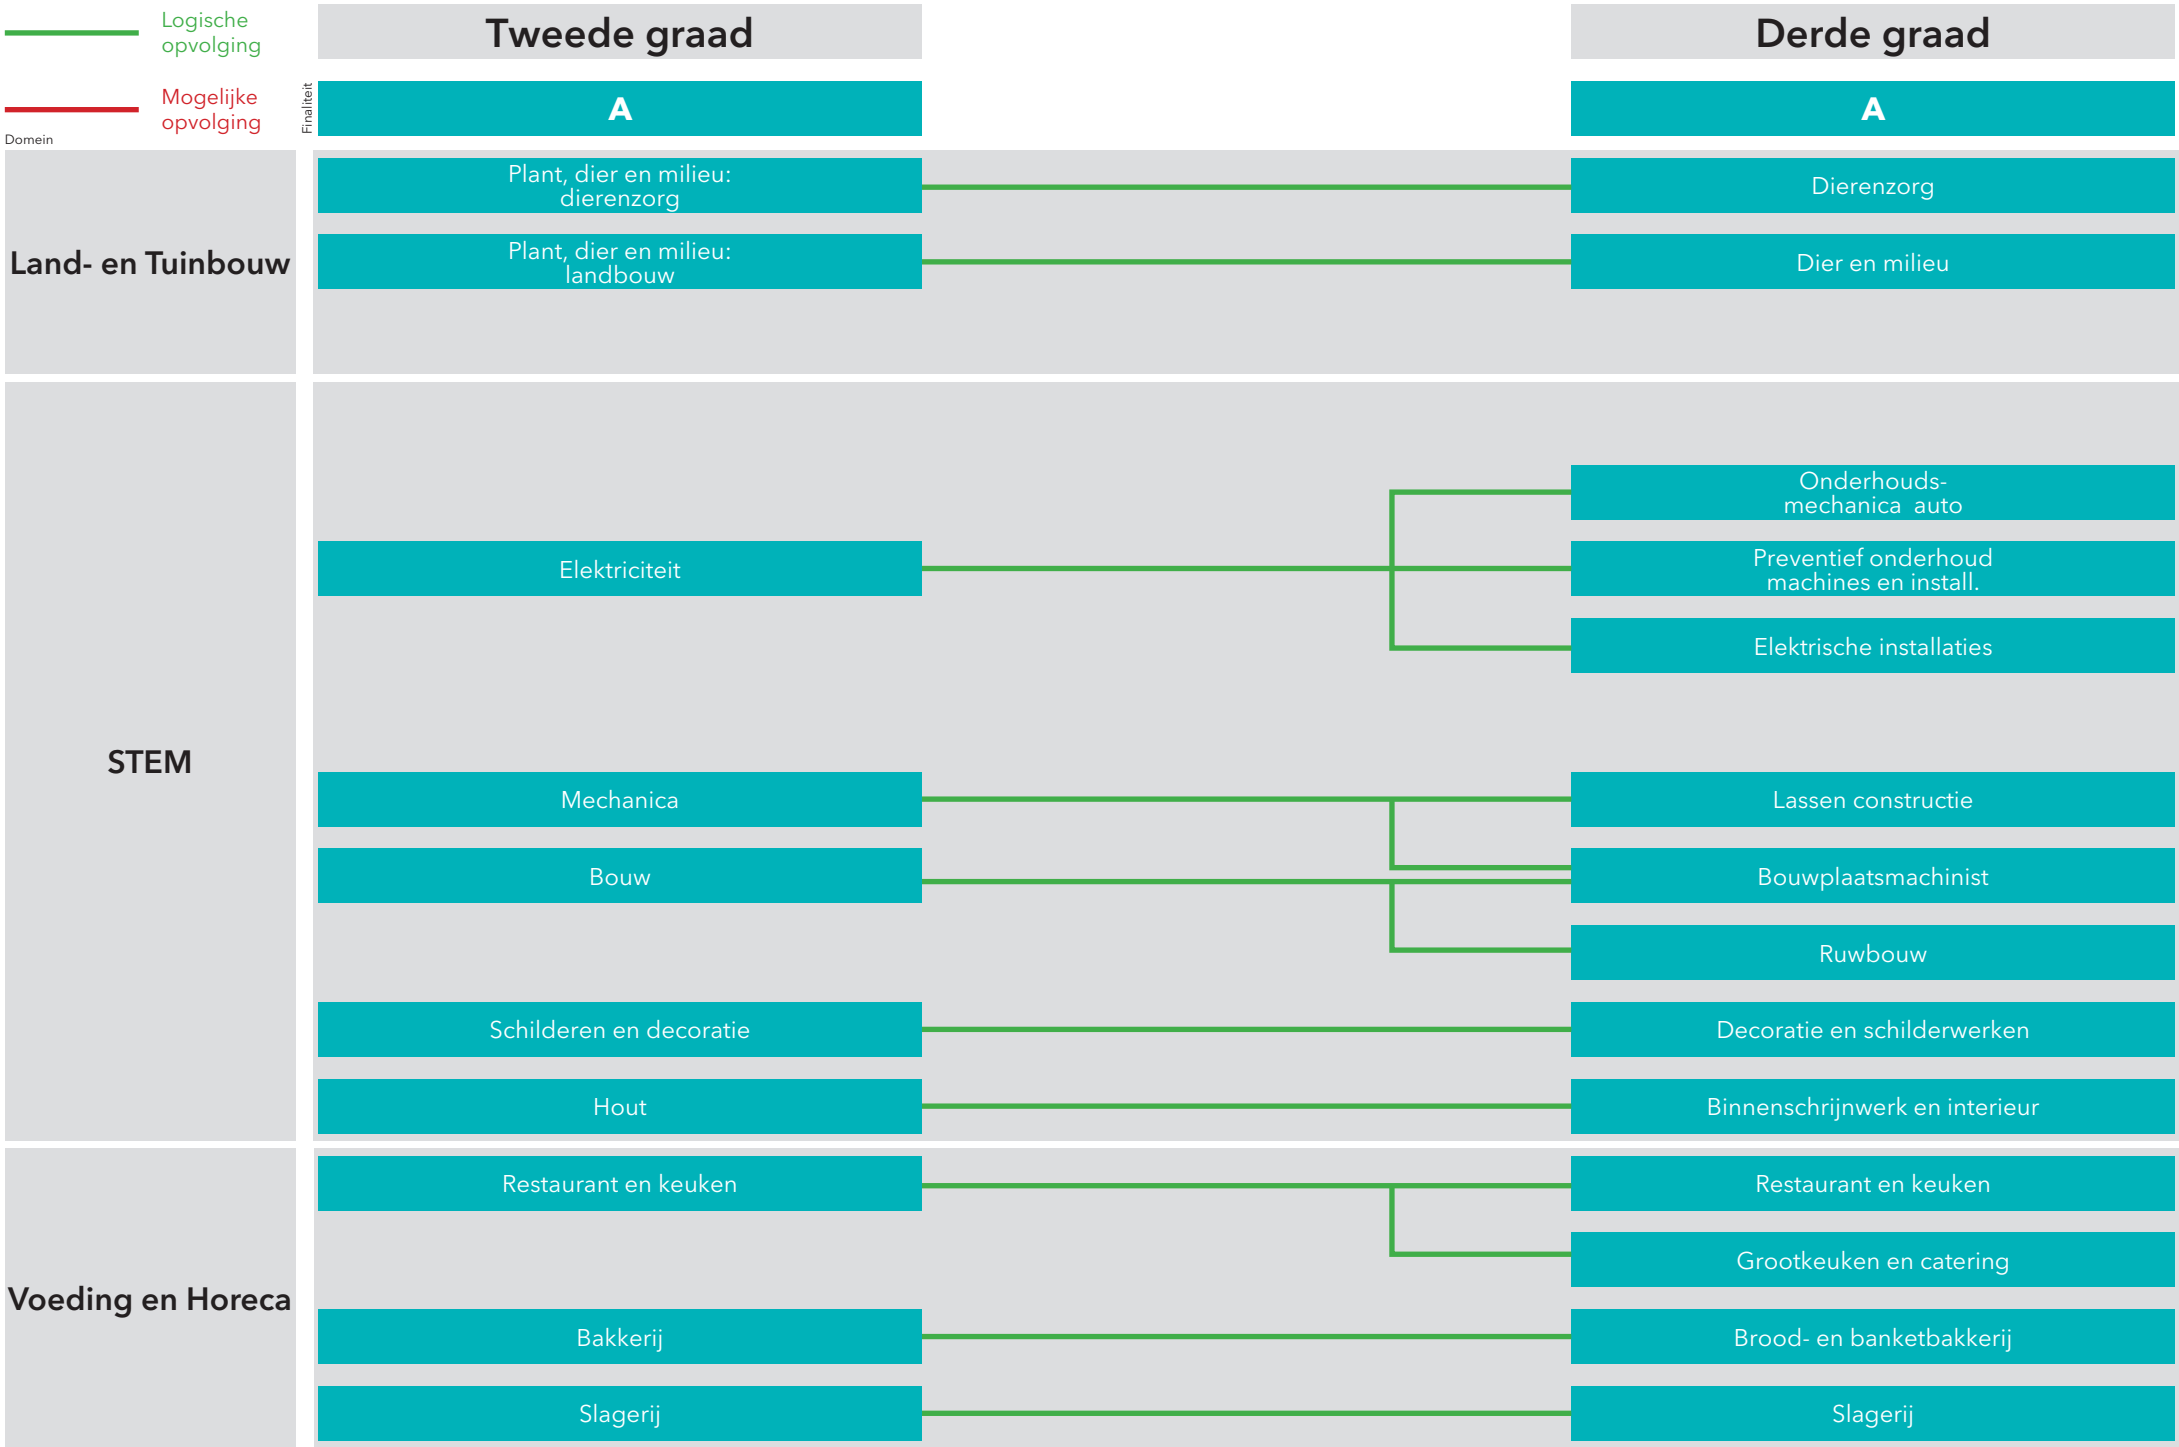 Logische
opvolging
Tweede graad
Derde graad
Mogelijke
opvolging
Finaliteit
A
A
Domein
Land- en Tuinbouw
Plant, dier en milieu:
dierenzorg
Dierenzorg
Plant, dier en milieu:
landbouw
Dier en milieu
STEM
Onderhouds-
mechanica auto
Elektriciteit
Preventief onderhoud
machines en install.
Elektrische installaties
Mechanica
Lassen constructie
Bouw
Bouwplaatsmachinist
Ruwbouw
Schilderen en decoratie
Decoratie en schilderwerken
Hout
Binnenschrijnwerk en interieur
Voeding en Horeca
Restaurant en keuken
Restaurant en keuken
Grootkeuken en catering
Bakkerij
Brood- en banketbakkerij
Slagerij
Slagerij